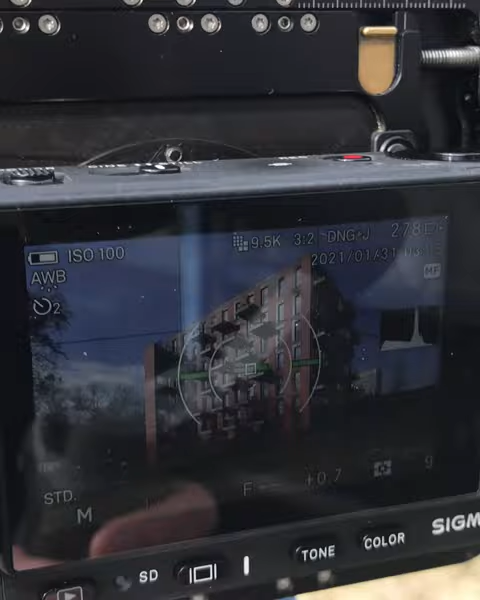 ISO 100 9.5K 3:2 DNG+J 278
AWB 2021/01/31
MF
2
STD.
M F-- +0.7 9
SD TONE COLOR SIGM